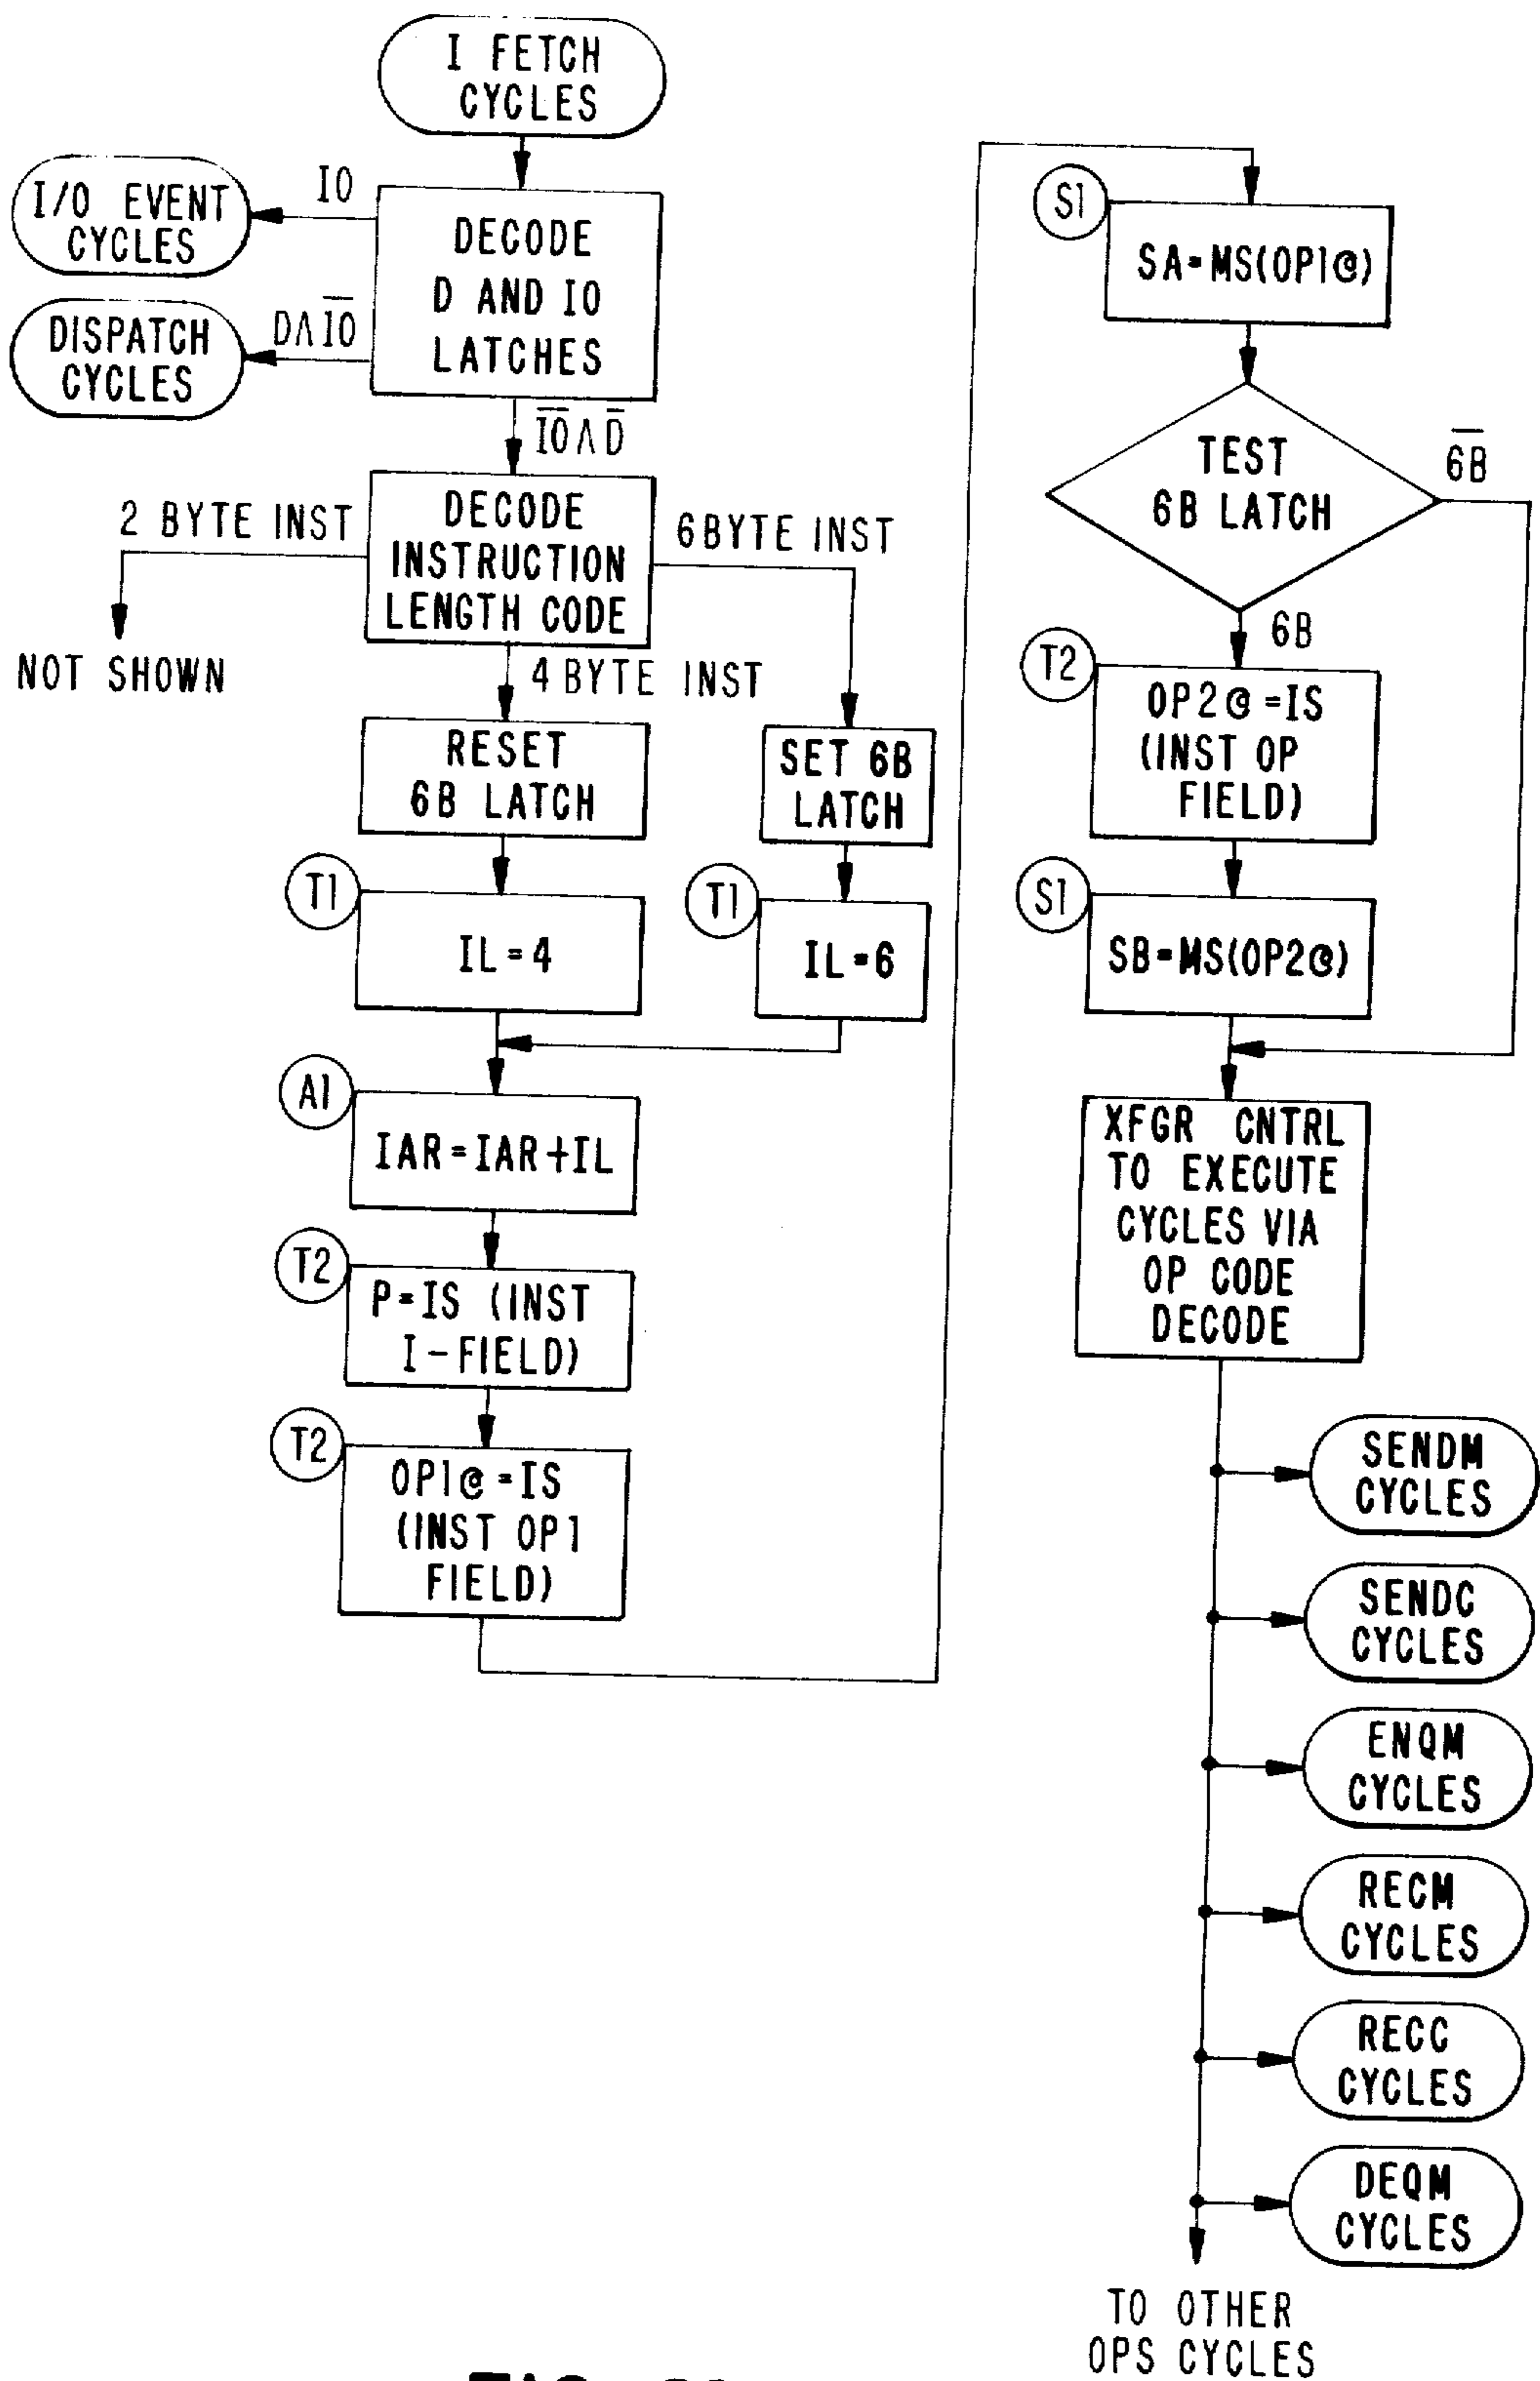 I FETCH
CYCLES
IO
I/O EVENT
CYCLES
DECODE
D AND IO
LATCHES
DΛI̅O̅
DISPATCH
CYCLES
I̅O̅ΛD̅
2 BYTE INST
DECODE
INSTRUCTION
LENGTH CODE
6BYTE INST
NOT SHOWN
4 BYTE INST
RESET
6B LATCH
SET 6B
LATCH
T1
IL=4
T1
IL=6
A1
IAR=IAR+IL
T2
P=IS (INST
I-FIELD)
T2
OP1@=IS
(INST OP1
FIELD)
S1
SA=MS(OP1@)
TEST
6B LATCH
6̅B̅
6B
T2
OP2@=IS
(INST OP
FIELD)
S1
SB=MS(OP2@)
XFGR CNTRL
TO EXECUTE
CYCLES VIA
OP CODE
DECODE
SENDM
CYCLES
SENDC
CYCLES
ENQM
CYCLES
RECM
CYCLES
RECC
CYCLES
DEQM
CYCLES
TO OTHER
OPS CYCLES